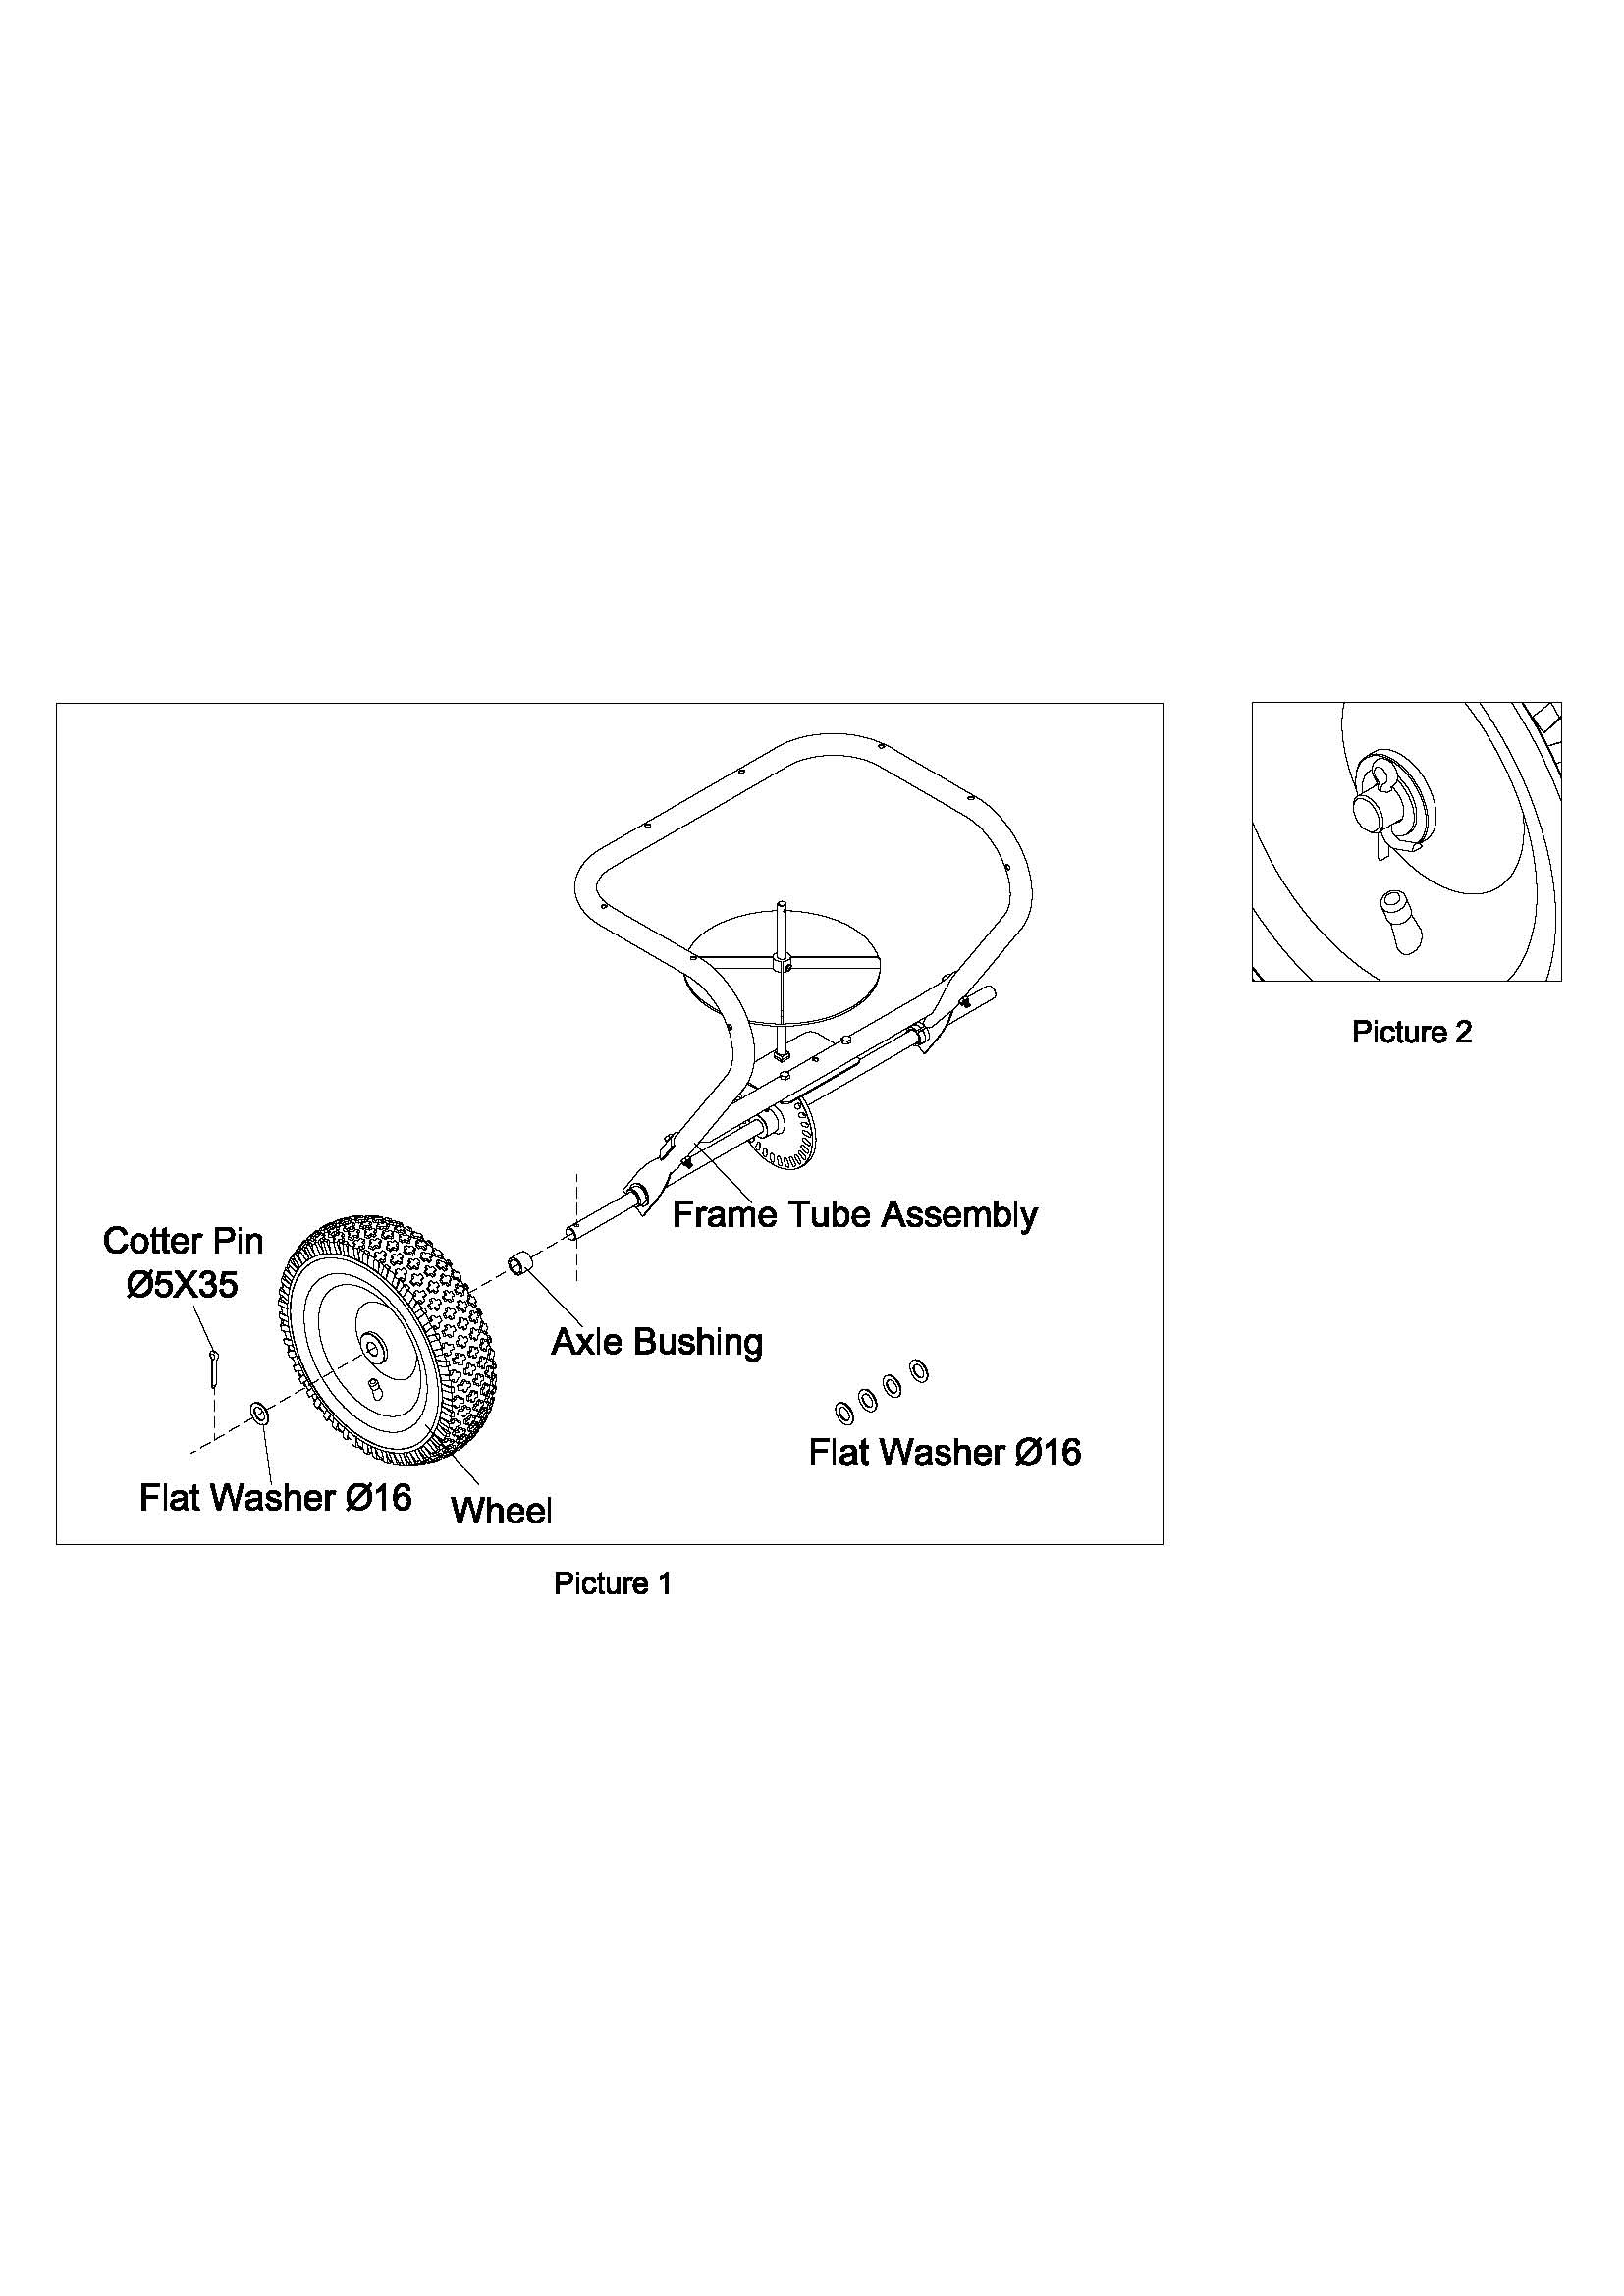 Frame Tube Assembly
Cotter Pin
Ø5X35
Axle Bushing
Flat Washer Ø16
Flat Washer Ø16
Wheel
Picture 1
Picture 2